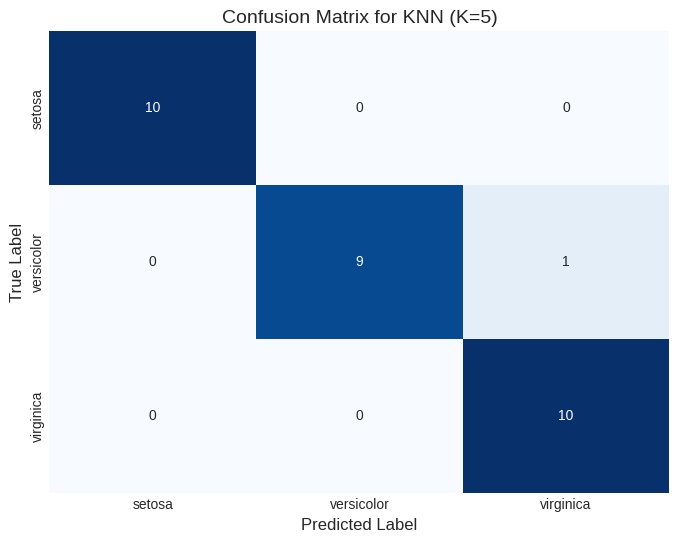 Confusion Matrix for KNN (K=5)
True Label
setosa
10 0 0
versicolor
0 9 1
virginica
0 0 10
setosa versicolor virginica
Predicted Label